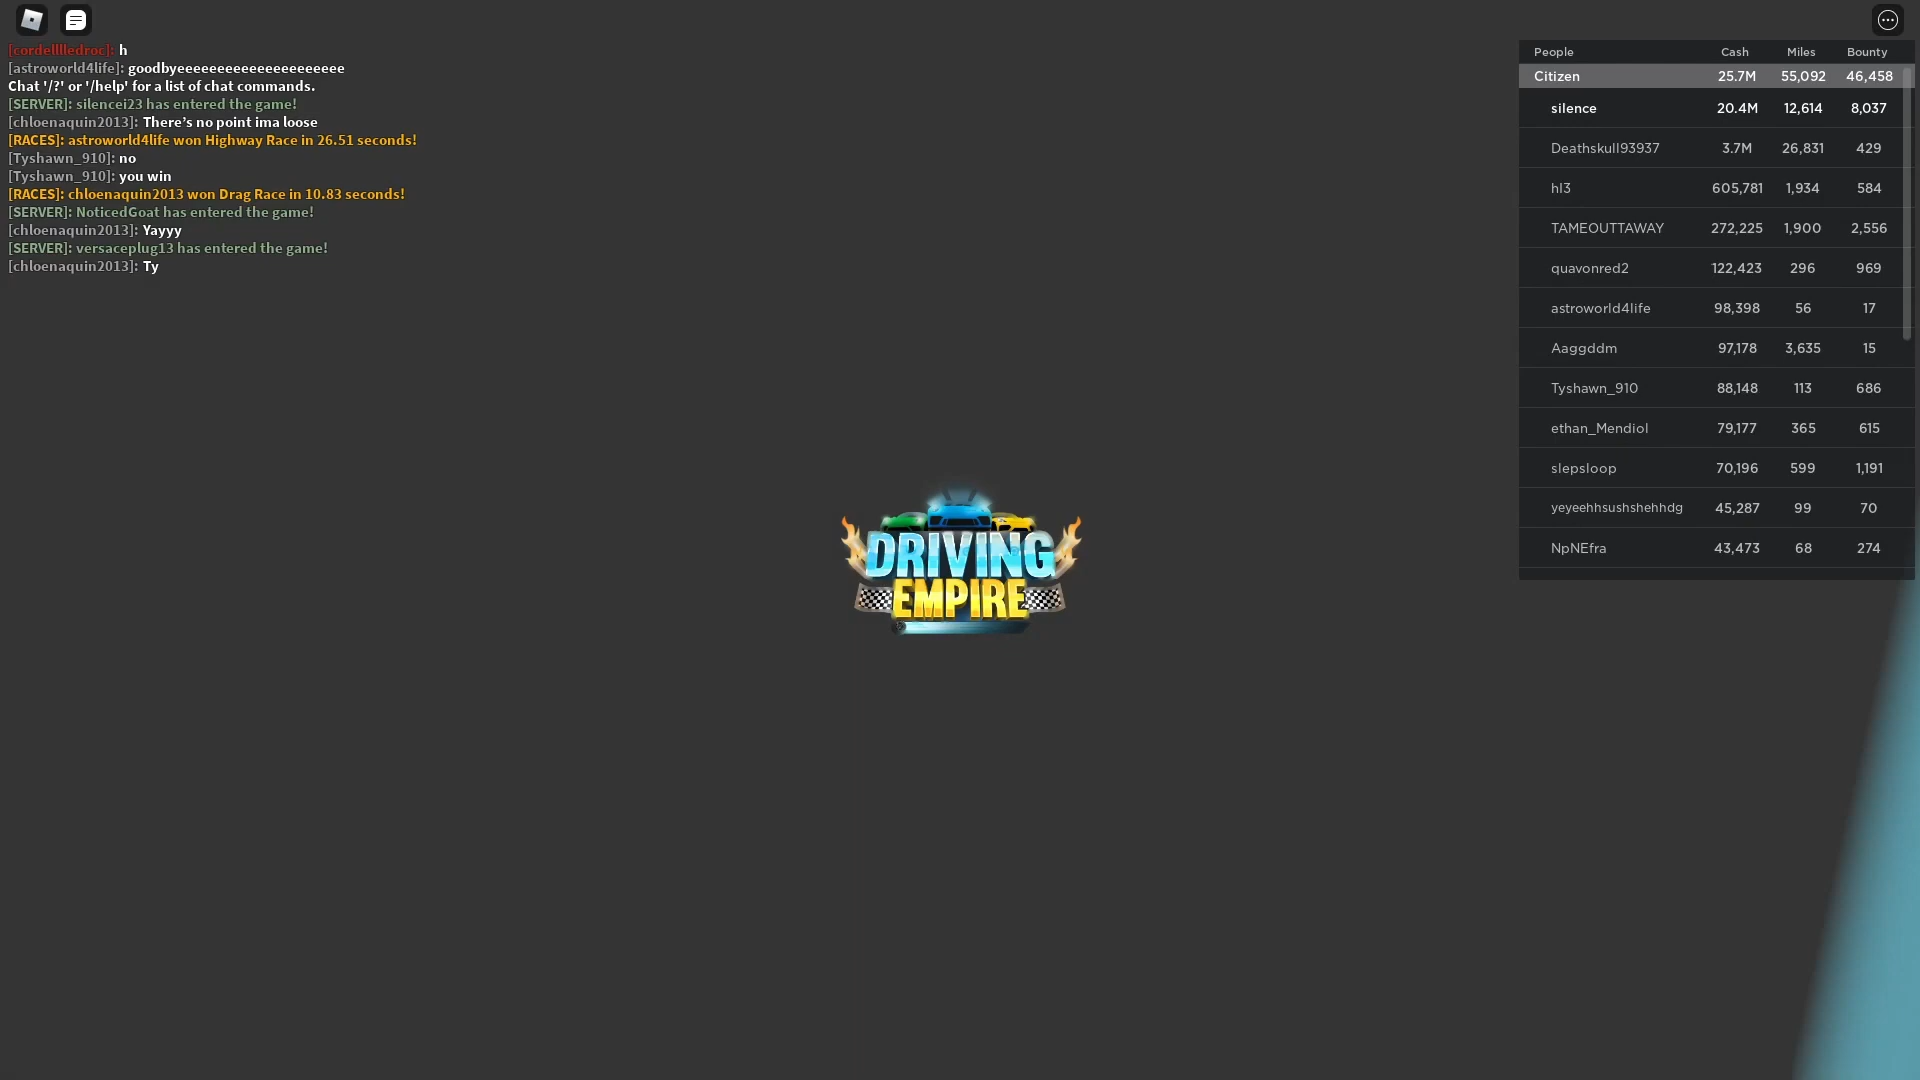 [cordelllledroc]: h
[astroworld4life]: goodbyeeeeeeeeeeeeeeeeeeeee
Chat '/?' or '/help' for a list of chat commands.
[SERVER]: silencei23 has entered the game!
[chloenaquin2013]: There's no point ima loose
[RACES]: astroworld4life won Highway Race in 26.51 seconds!
[Tyshawn_910]: no
[Tyshawn_910]: you win
[RACES]: chloenaquin2013 won Drag Race in 10.83 seconds!
[SERVER]: NoticedGoat has entered the game!
[chloenaquin2013]: Yayyy
[SERVER]: versaceplug13 has entered the game!
[chloenaquin2013]: Ty
People Cash Miles Bounty
Citizen 25.7M 55,092 46,458
silence 20.4M 12,614 8,037
Deathskull93937 3.7M 26,831 429
hl3 605,781 1,934 584
TAMEOUTTAWAY 272,225 1,900 2,556
quavonred2 122,423 296 969
astroworld4life 98,398 56 17
Aaggddm 97,178 3,635 15
Tyshawn_910 88,148 113 686
ethan_Mendiol 79,177 365 615
slepsloop 70,196 599 1,191
yeyeehhsushshehhdg 45,287 99 70
NpNEfra 43,473 68 274
DRIVING
EMPIRE